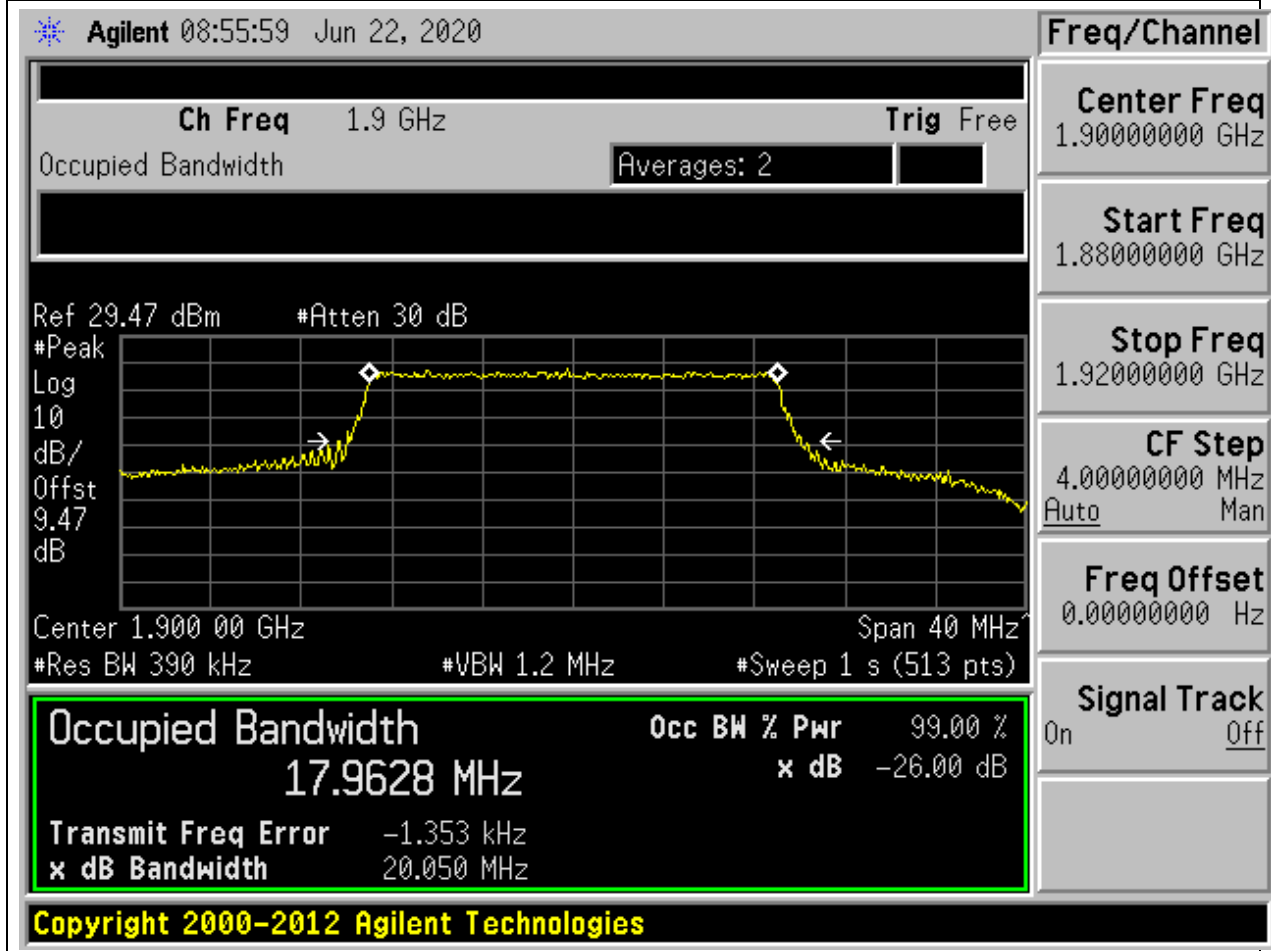 Agilent 08:55:59 Jun 22, 2020
Ch Freq 1.9 GHz Trig Free
Occupied Bandwidth Averages: 2
Ref 29.47 dBm #Atten 30 dB
#Peak
Log
10
dB/
Offst
9.47
dB
Center 1.900 00 GHz Span 40 MHz^
#Res BW 390 kHz #VBW 1.2 MHz #Sweep 1 s (513 pts)
Occupied Bandwidth
17.9628 MHz
Occ BW % Pwr 99.00 %
x dB -26.00 dB
Transmit Freq Error -1.353 kHz
x dB Bandwidth 20.050 MHz
Copyright 2000-2012 Agilent Technologies
Freq/Channel
Center Freq
1.90000000 GHz
Start Freq
1.88000000 GHz
Stop Freq
1.92000000 GHz
CF Step
4.00000000 MHz
Auto Man
Freq Offset
0.00000000 Hz
Signal Track
On Off